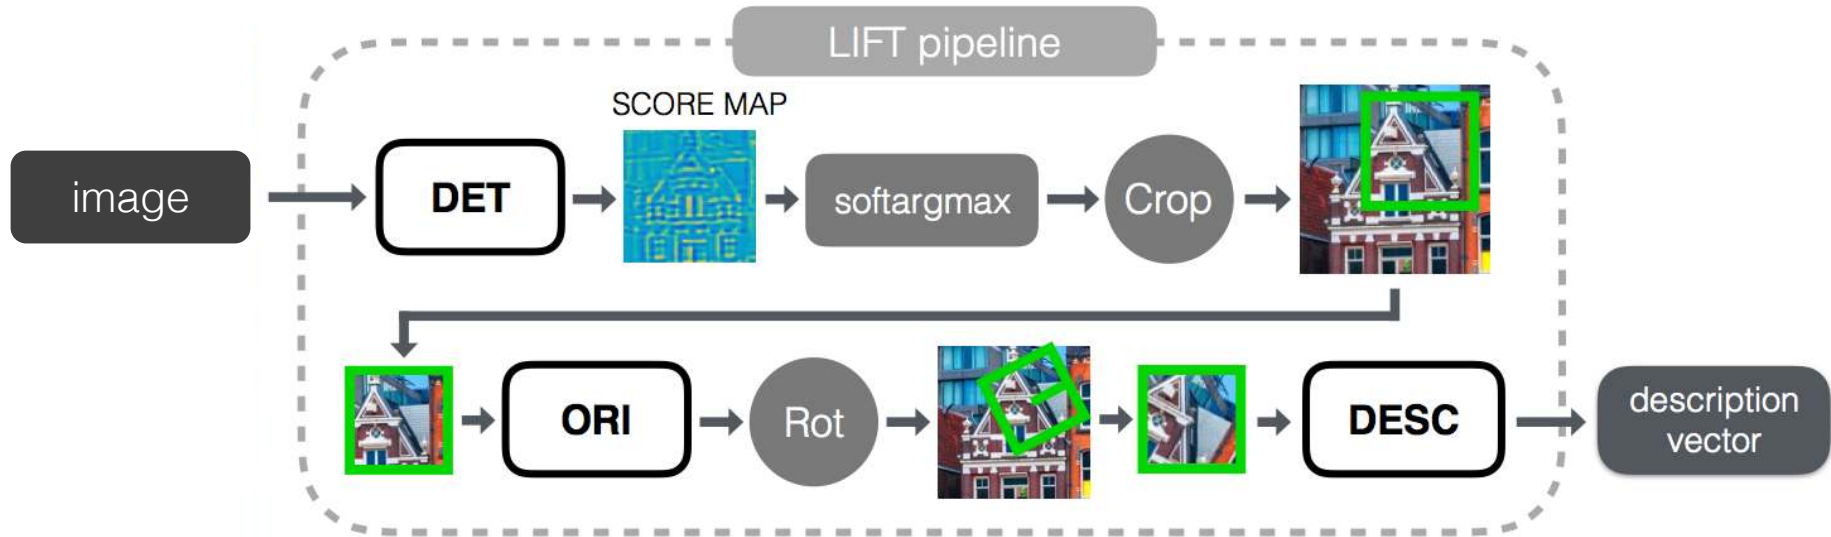 LIFT pipeline
SCORE MAP
image
DET
softargmax
Crop
ORI
Rot
DESC
description
vector